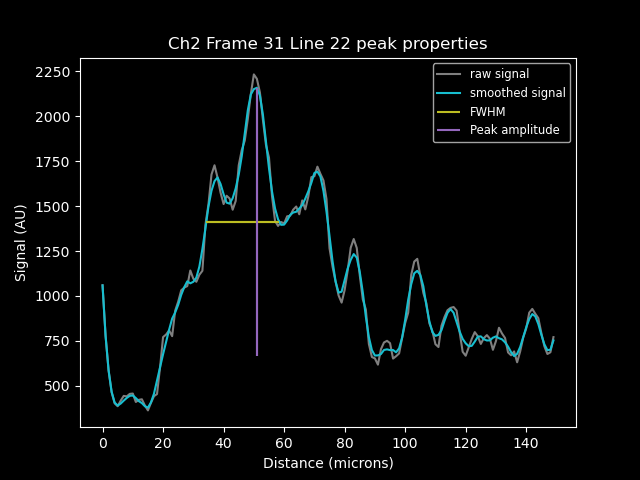 Ch2 Frame 31 Line 22 peak properties
raw signal
smoothed signal
FWHM
Peak amplitude
Signal (AU)
2250
2000
1750
1500
1250
1000
750
500
0 20 40 60 80 100 120 140
Distance (microns)